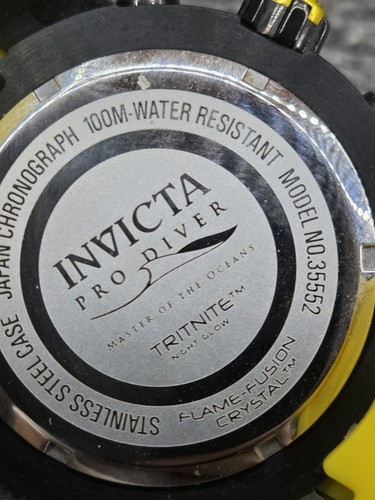 STAINLESS STEEL CASE JAPAN CHRONOGRAPH 100M-WATER RESISTANT MODEL NO.35552
FLAME-FUSION
CRYSTAL™
INVICTA
PRO DIVER
MASTER OF THE OCEANS
TRITNITE™
NIGHT GLOW